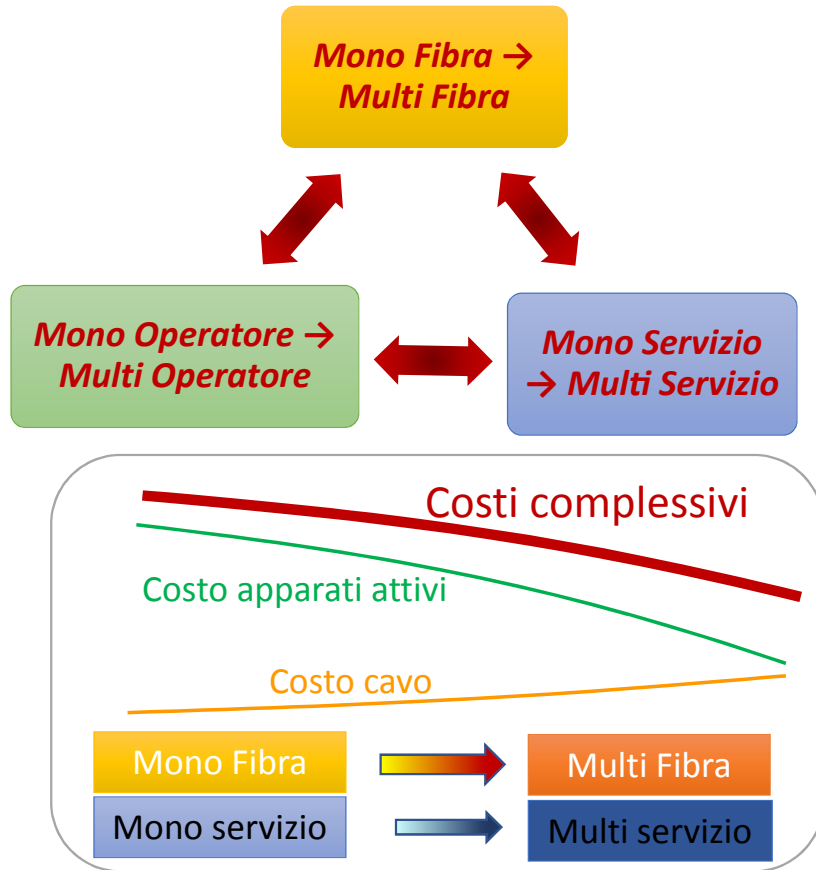 Mono Fibra →
Multi Fibra
Mono Operatore →
Multi Operatore
Mono Servizio
→ Multi Servizio
Costi complessivi
Costo apparati attivi
Costo cavo
Mono Fibra
Multi Fibra
Mono servizio
Multi servizio